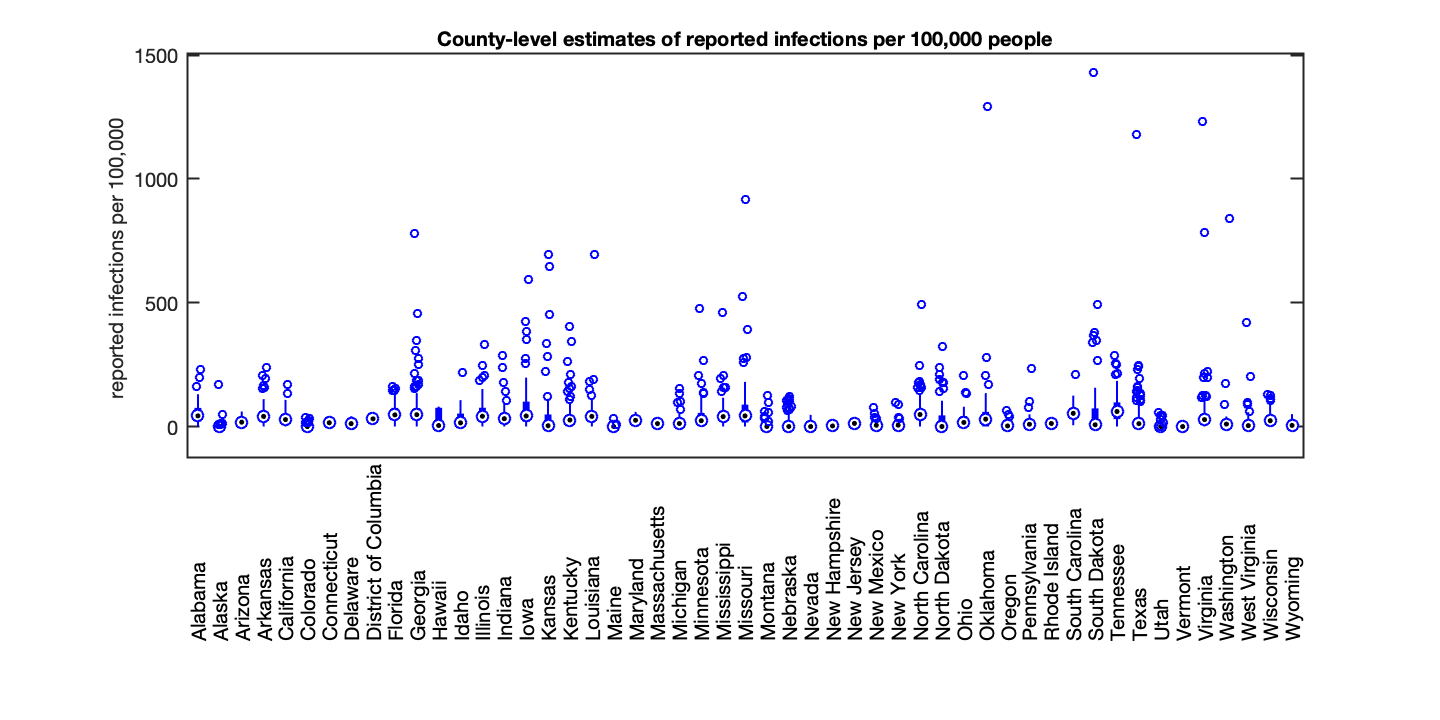 County-level estimates of reported infections per 100,000 people
reported infections per 100,000
1500
1000
500
0
Alabama
Alaska
Arizona
Arkansas
California
Colorado
Connecticut
Delaware
District of Columbia
Florida
Georgia
Hawaii
Idaho
Illinois
Indiana
Iowa
Kansas
Kentucky
Louisiana
Maine
Maryland
Massachusetts
Michigan
Minnesota
Mississippi
Missouri
Montana
Nebraska
Nevada
New Hampshire
New Jersey
New Mexico
New York
North Carolina
North Dakota
Ohio
Oklahoma
Oregon
Pennsylvania
Rhode Island
South Carolina
South Dakota
Tennessee
Texas
Utah
Vermont
Virginia
Washington
West Virginia
Wisconsin
Wyoming